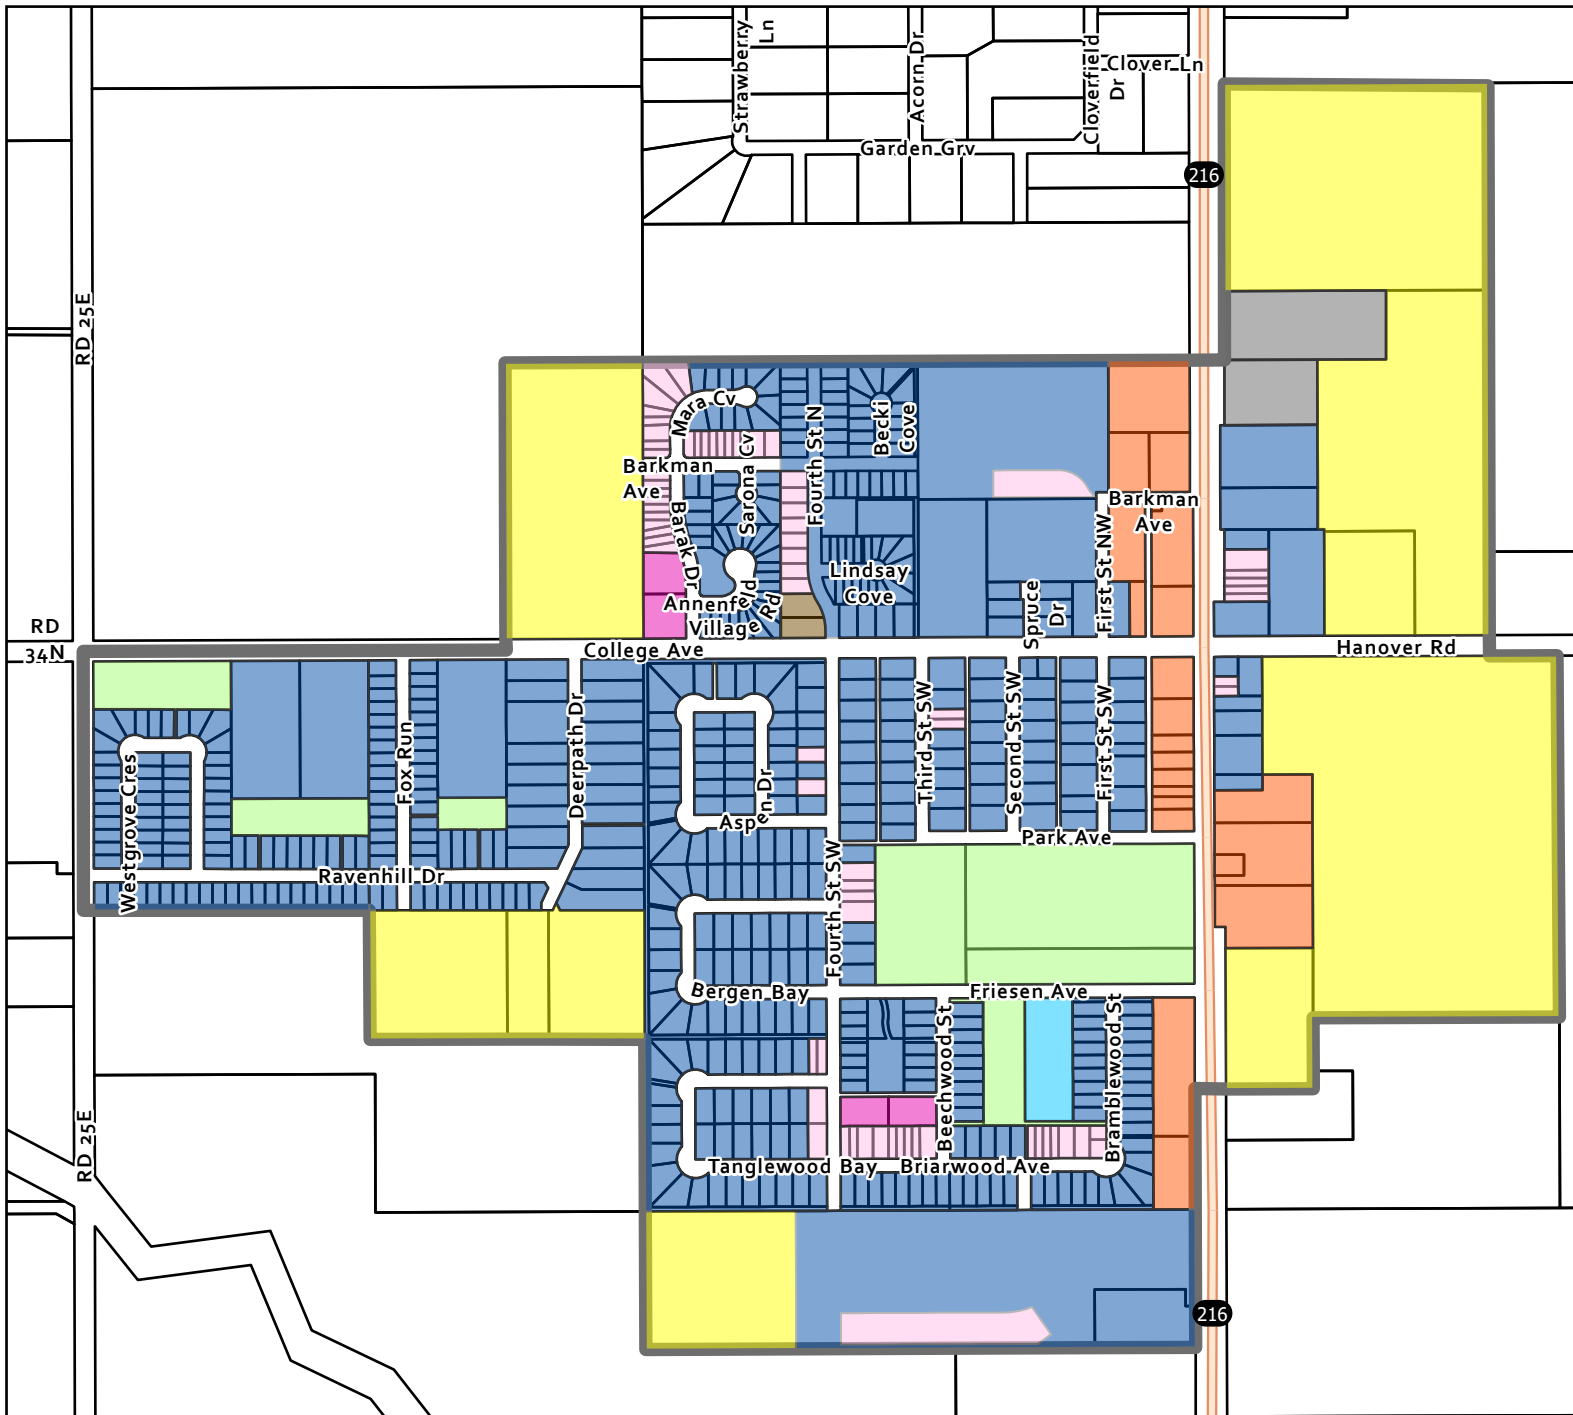 Strawberry
Ln
Acorn Dr
Cloverfield
Dr
Clover Ln
Garden Grv
216
RD 25E
Mara Cv
Barkman
Ave
Sarona Cv
Fourth St N
Becki
Cove
Barkman
Ave
Barak Dr
Lindsay
Cove
Annenfeld
Village Rd
Spruce
Dr
First St NW
RD
34N
College Ave
Hanover Rd
Westgrove Cres
Fox Run
Deerpath Dr
Aspen Dr
Third St SW
Second St SW
First St SW
Park Ave
Ravenhill Dr
Fourth St SW
Bergen Bay
Friesen Ave
Beechwood St
Bramblewood St
RD 25E
Tanglewood Bay
Briarwood Ave
216